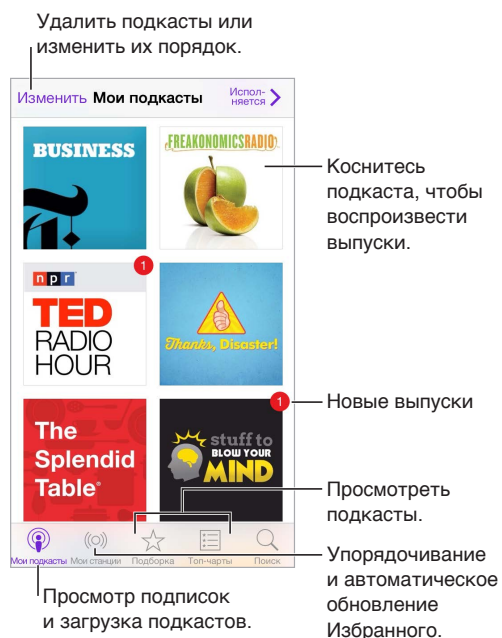 Удалить подкасты или
изменить их порядок.
Изменить Мои подкасты Испол-
няется
BUSINESS
FREAKONOMICSRADIO
Коснитесь
подкаста, чтобы
воспроизвести
выпуски.
npr
1
TED
RADIO
HOUR
Thanks, Disaster!
1
Новые выпуски
The
Splendid
Table
stuff to
BLOW YOUR
MIND
Просмотреть
подкасты.
Мои подкасты Мои станции Подборка Топ-чарты Поиск
Упорядочивание
и автоматическое
обновление
Избранного.
Просмотр подписок
и загрузка подкастов.